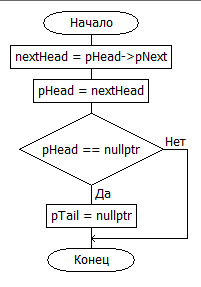 Начало
nextHead = pHead->pNext
pHead = nextHead
pHead == nullptr
Нет
Да
pTail = nullptr
Конец